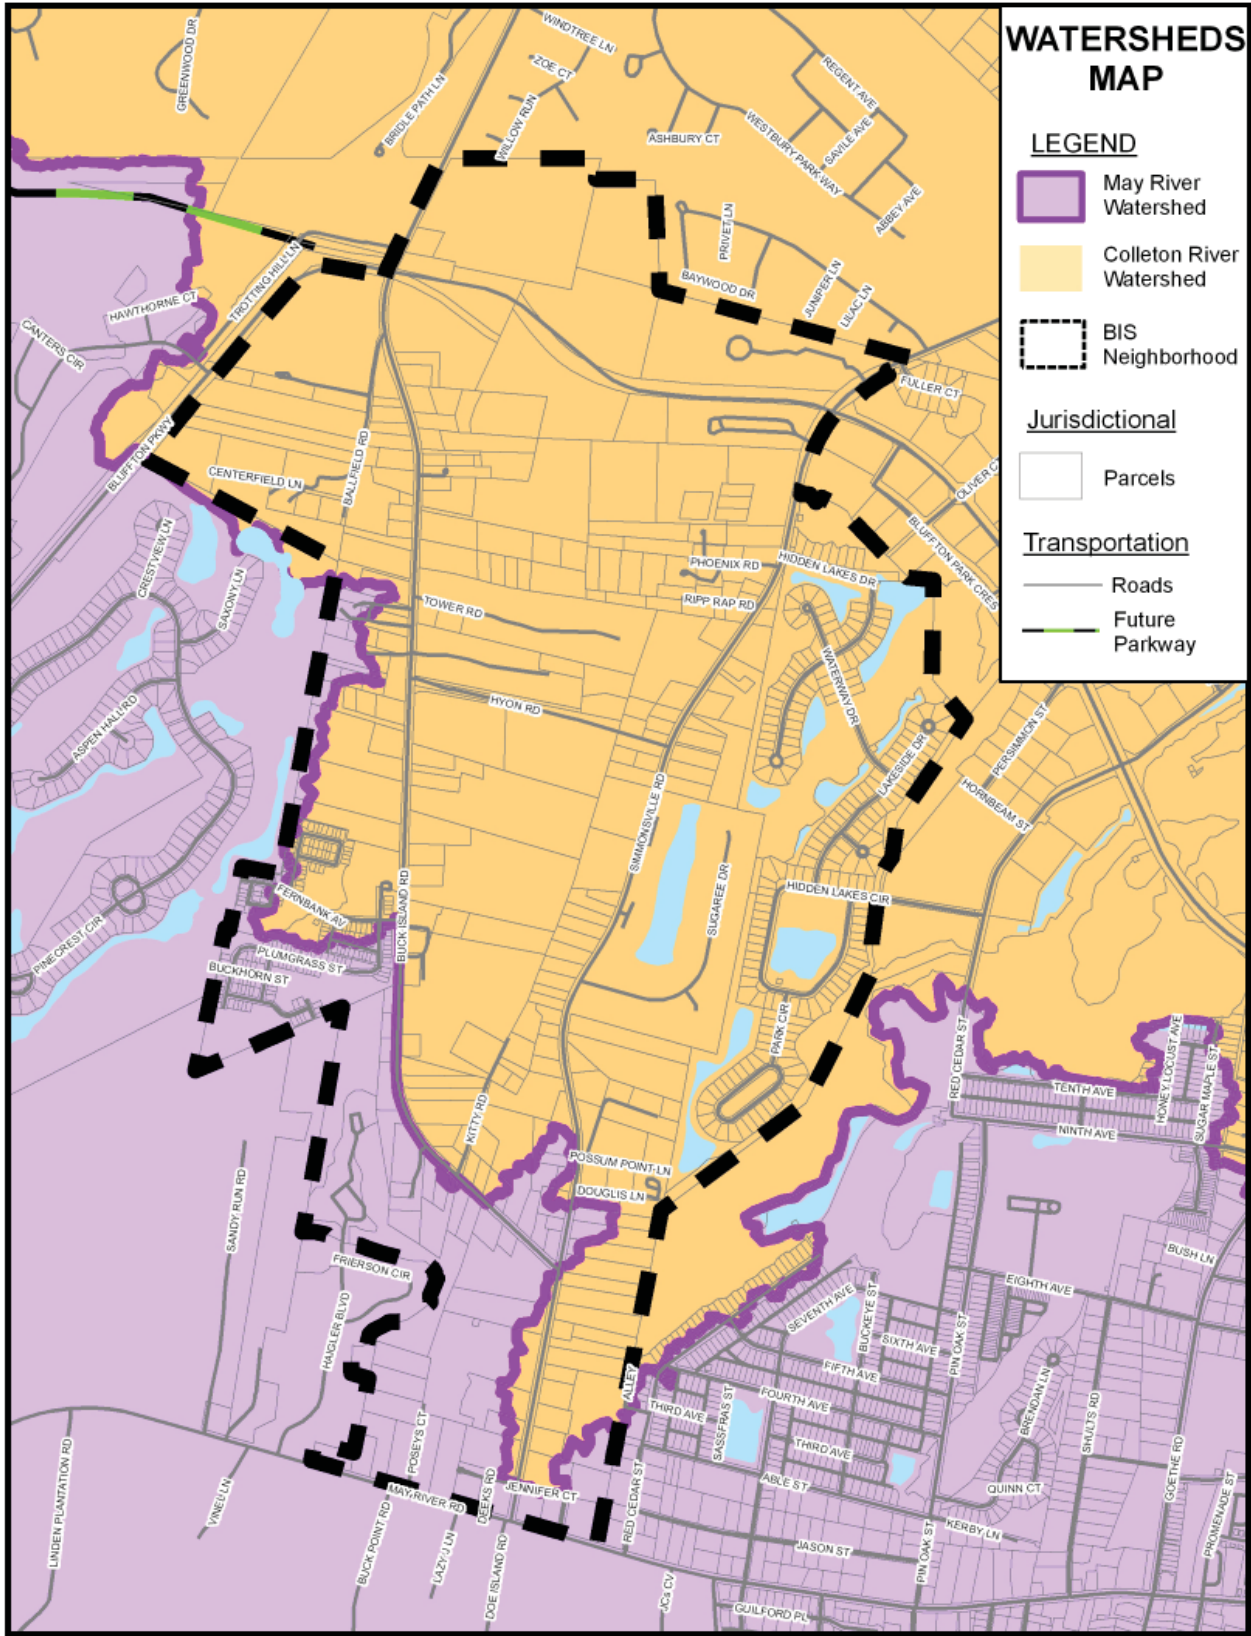 WATERSHEDS
MAP
LEGEND
May River
Watershed
Colleton River
Watershed
BIS
Neighborhood
Jurisdictional
Parcels
Transportation
Roads
Future
Parkway
GREENWOOD DR
BRIDLE PATH LN
WINDTREE LN
ZOE CT
WILLOW RUN
ASHBURY CT
REGENT AVE
SAVILE AVE
WESTBURY PARK WAY
ABBEY AVE
PRIVET LN
BAYWOOD DR
JUNIPER LN
LILAC LN
TROTTING HILL LN
HAWTHORNE CT
CANTERS CIR
FULLER CT
BLUFFTON PKWY
CENTERFIELD LN
BALLFIELD RD
OLIVER C
BLUFFTON PARK CRES
CRESTVIEW LN
SAXONY LN
PHOENIX RD
HIDDEN LAKES DR
RIPP RAP RD
TOWER RD
WATERWAY DR
HYON RD
ASPEN HALL RD
LAKESIDE DR
PERSIMMON ST
HORNBEAM ST
SIMMONSVILLE RD
SUGAREE DR
HIDDEN LAKES CIR
FERNBANK AV
BUCK ISLAND RD
PINECREST CIR
PLUMGRASS ST
BUCKHORN ST
PARK CIR
RED CEDAR ST
HONEY LOCUST AVE
SUGAR MAPLE ST
TENTH AVE
NINTH AVE
KITTY RD
POSSUM POINT LN
DOUGLIS LN
SANDY RUN RD
FRIERSON CIR
BUSH LN
EIGHTH AVE
SEVENTH AVE
BUCKEYE ST
HAIGLER BLVD
SIXTH AVE
PIN OAK ST
FIFTH AVE
ALLEY
FOURTH AVE
THIRD AVE
SASSFRAS ST
BRENDAN LN
SHULTS RD
POSEYS CT
THIRD AVE
GOETHE RD
LINDEN PLANTATION RD
VINEL LN
MAY RIVER RD
DEER'S RD
JENNIFER CT
RED CEDAR ST
ABLE ST
QUINN CT
PROMENADE ST
KERBY LN
JASON ST
BUCK POINT RD
LAZY J LN
DOE ISLAND RD
PIN OAK ST
JCs CV
GUILFORD PL